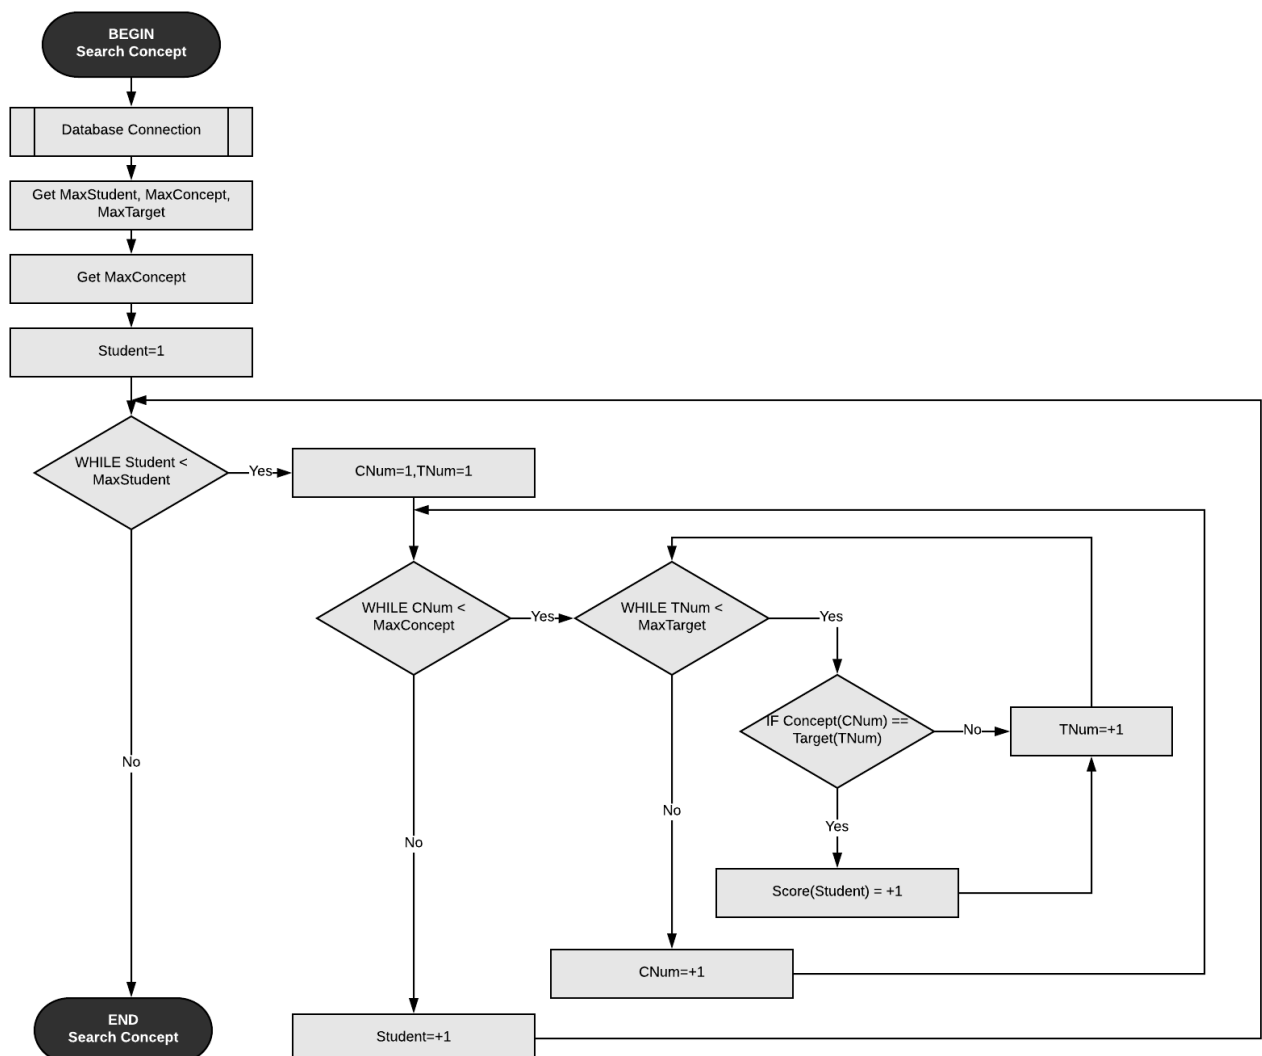 BEGIN
Search Concept
Database Connection
Get MaxStudent, MaxConcept,
MaxTarget
Get MaxConcept
Student=1
WHILE Student <
MaxStudent
Yes
CNum=1,TNum=1
WHILE CNum <
MaxConcept
Yes
WHILE TNum <
MaxTarget
Yes
IF Concept(CNum) ==
Target(TNum)
No
TNum=+1
No
No
No
Yes
Score(Student) = +1
CNum=+1
END
Search Concept
Student=+1